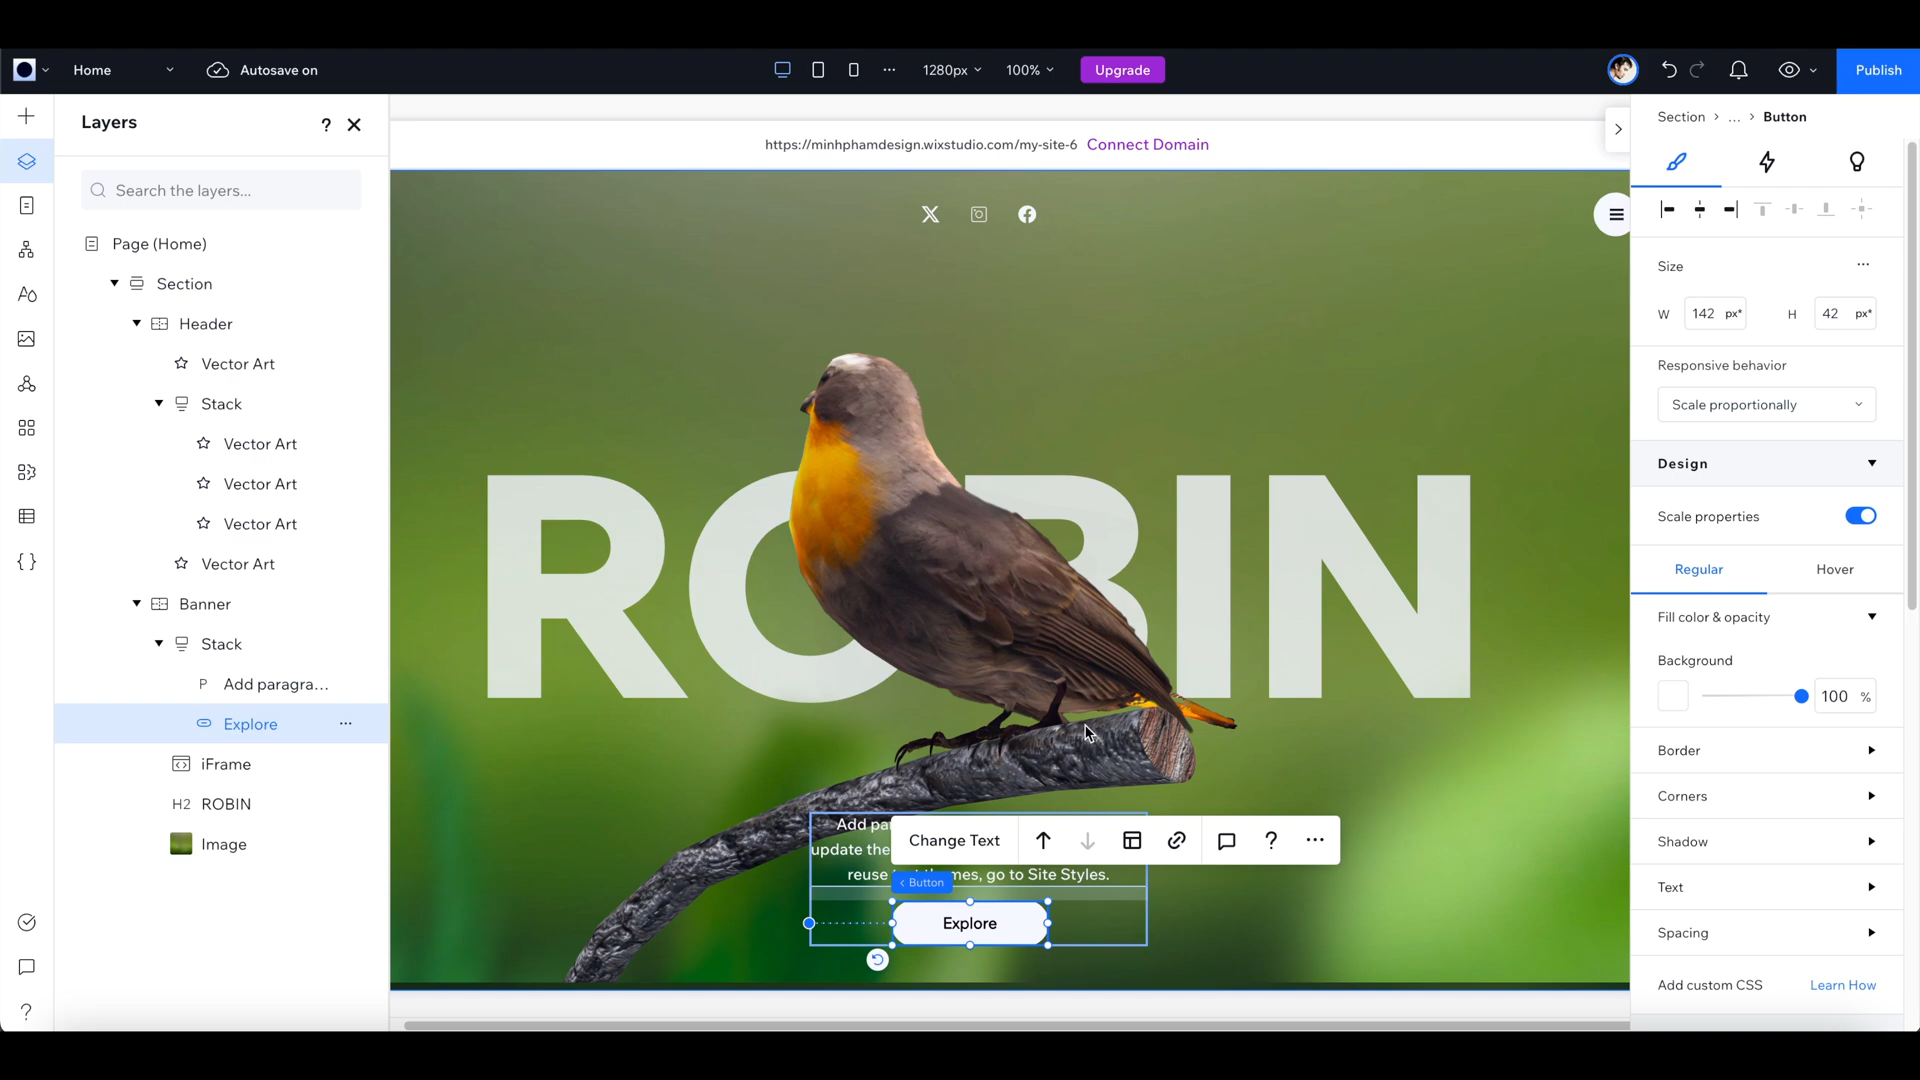 Home
Autosave on
1280px
100%
Upgrade
Publish
Layers
?
Search the layers...
Page (Home)
Section
Header
Vector Art
Stack
Vector Art
Vector Art
Vector Art
Vector Art
Banner
Stack
P Add paragra...
Explore
iFrame
H2 ROBIN
Image
?
https://minhphamdesign.wixstudio.com/my-site-6 Connect Domain
ROBIN
Add
update the
reuse
mes, go to Site Styles.
Change Text
?
< Button
Explore
Section > ... > Button
Size
W 142 px* H 42 px*
Responsive behavior
Scale proportionally
Design
Scale properties
Regular Hover
Fill color & opacity
Background
100 %
Border
Corners
Shadow
Text
Spacing
Add custom CSS Learn How